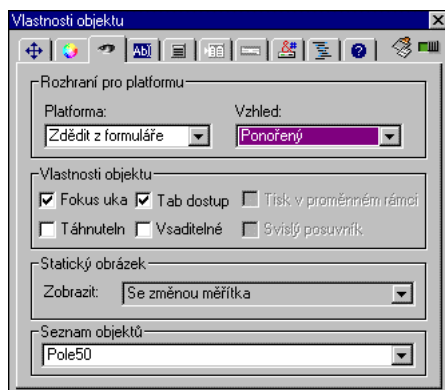 Vlastnosti objektu
Rozhraní pro platformu
Platforma: Vzhled:
Zdědit z formuláře Ponořený
Vlastnosti objektu
Fokus uka Tab dostup Tisk v proměnném rámci
Táhnuteln Vsaditelné Svislý posuvník
Statický obrázek
Zobrazit: Se změnou měřítka
Seznam objektů
Pole50